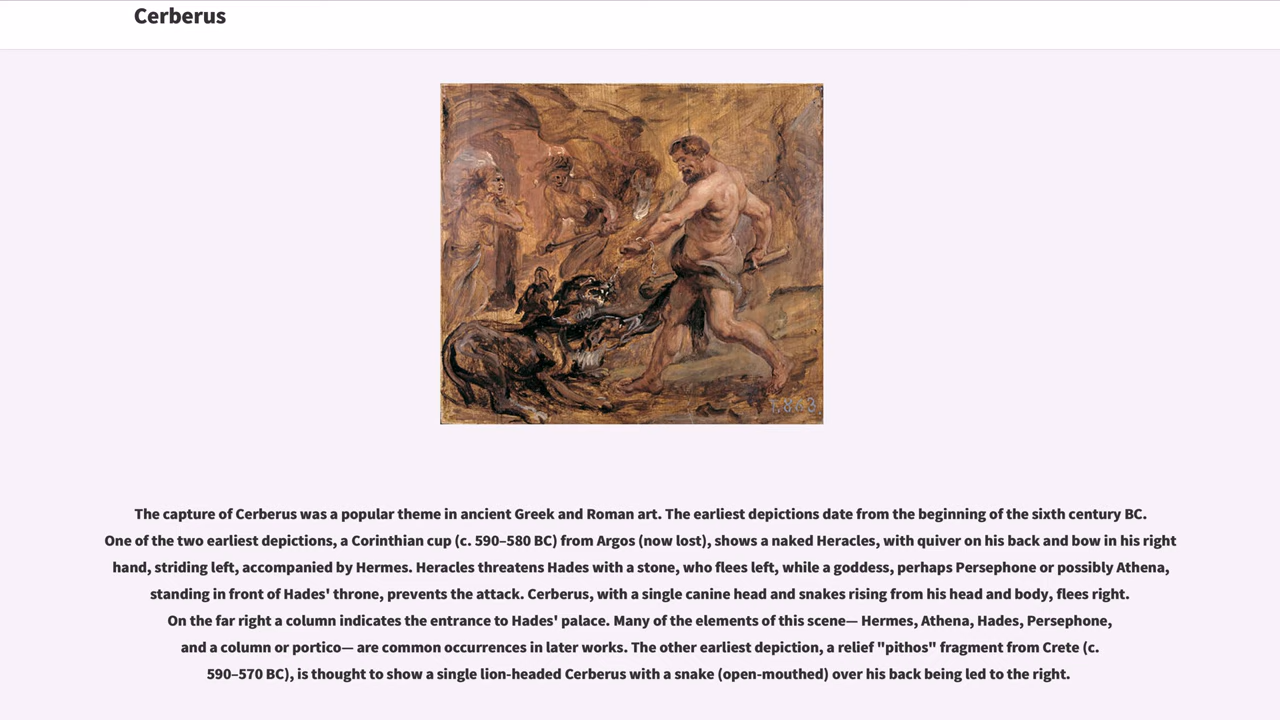 Cerberus
The capture of Cerberus was a popular theme in ancient Greek and Roman art. The earliest depictions date from the beginning of the sixth century BC.
One of the two earliest depictions, a Corinthian cup (c. 590–580 BC) from Argos (now lost), shows a naked Heracles, with quiver on his back and bow in his right
hand, striding left, accompanied by Hermes. Heracles threatens Hades with a stone, who flees left, while a goddess, perhaps Persephone or possibly Athena,
standing in front of Hades' throne, prevents the attack. Cerberus, with a single canine head and snakes rising from his head and body, flees right.
On the far right a column indicates the entrance to Hades' palace. Many of the elements of this scene— Hermes, Athena, Hades, Persephone,
and a column or portico— are common occurrences in later works. The other earliest depiction, a relief "pithos" fragment from Crete (c.
590–570 BC), is thought to show a single lion-headed Cerberus with a snake (open-mouthed) over his back being led to the right.